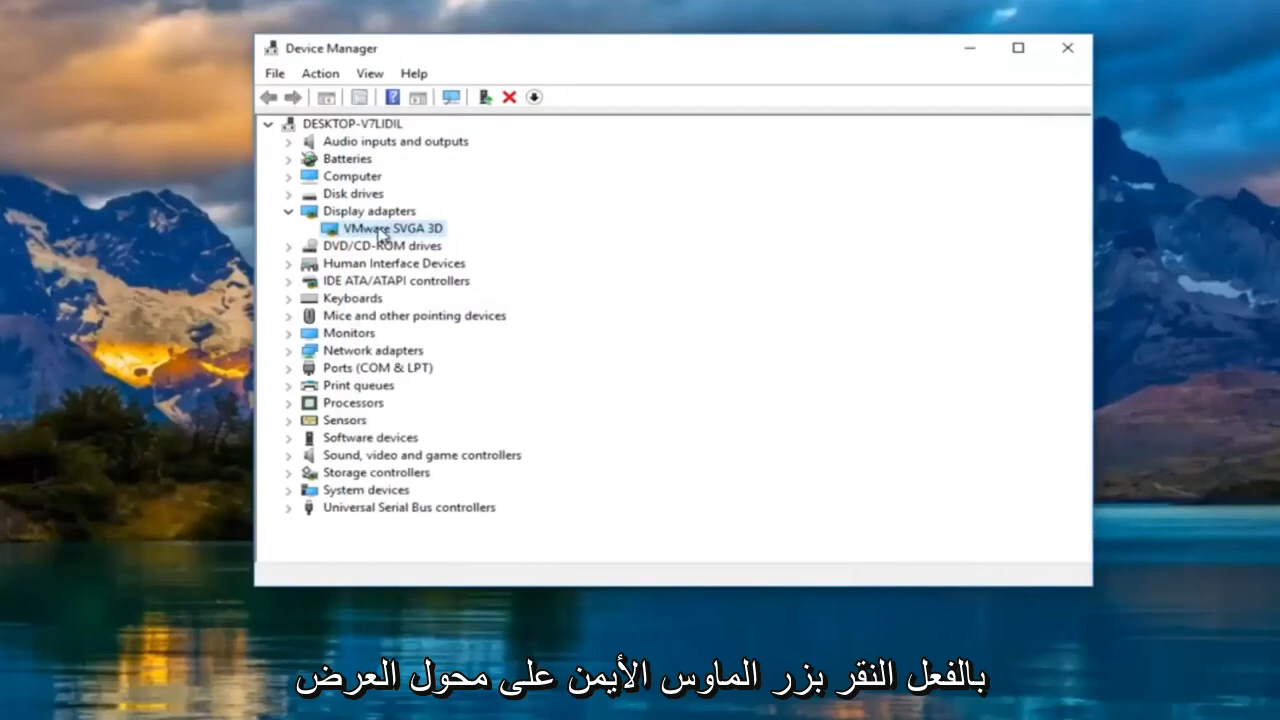 Device Manager
File Action View Help
DESKTOP-V7LIDIL
Audio inputs and outputs
Batteries
Computer
Disk drives
Display adapters
VMware SVGA 3D
DVD/CD-ROM drives
Human Interface Devices
IDE ATA/ATAPI controllers
Keyboards
Mice and other pointing devices
Monitors
Network adapters
Ports (COM & LPT)
Print queues
Processors
Sensors
Software devices
Sound, video and game controllers
Storage controllers
System devices
Universal Serial Bus controllers
بالفعل النقر بزر الماوس الأيمن على محول العرض